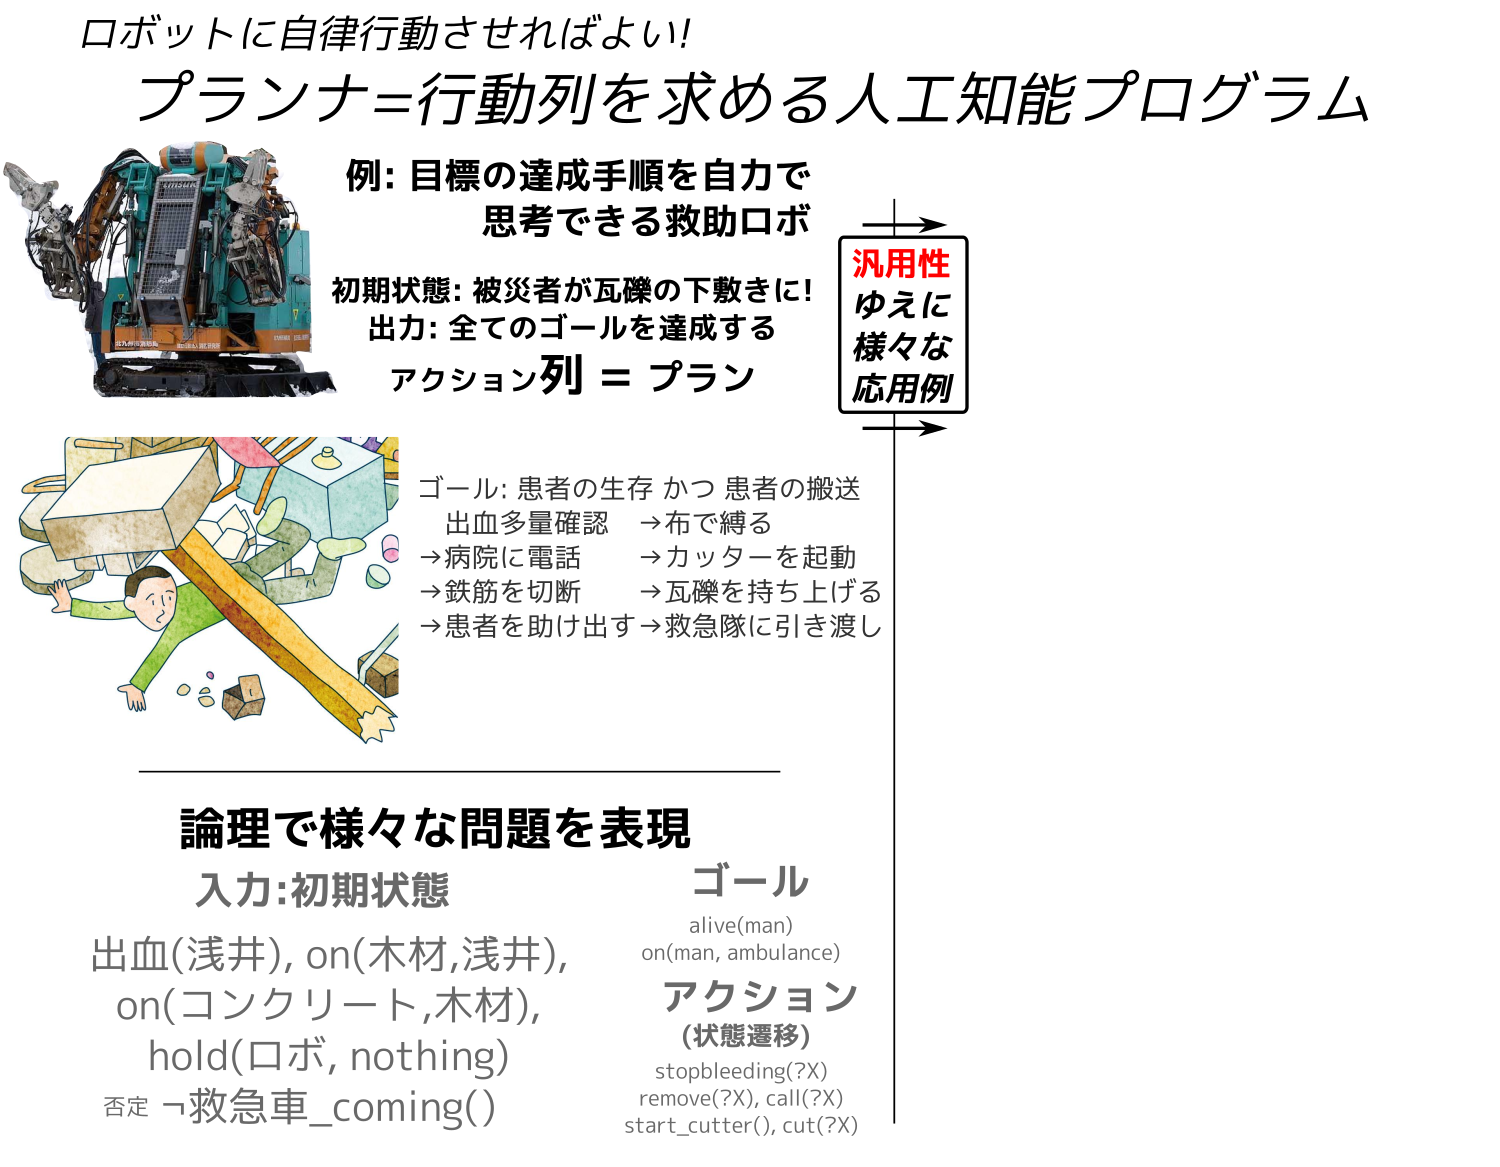 ロボットに自律行動させればよい!
プランナ=行動列を求める人工知能プログラム
例: 目標の達成手順を自力で
思考できる救助ロボ
初期状態: 被災者が瓦礫の下敷きに!
出力: 全てのゴールを達成する
アクション列 = プラン
汎用性
ゆえに
様々な
応用例
ゴール: 患者の生存 かつ 患者の搬送
出血多量確認 →布で縛る
→病院に電話 →カッターを起動
→鉄筋を切断 →瓦礫を持ち上げる
→患者を助け出す→救急隊に引き渡し
論理で様々な問題を表現
入力:初期状態
出血(浅井), on(木材,浅井),
on(コンクリート,木材),
hold(ロボ, nothing)
否定 ¬救急車_coming()
ゴール
alive(man)
on(man, ambulance)
アクション
(状態遷移)
stopbleeding(?X)
remove(?X), call(?X)
start_cutter(), cut(?X)